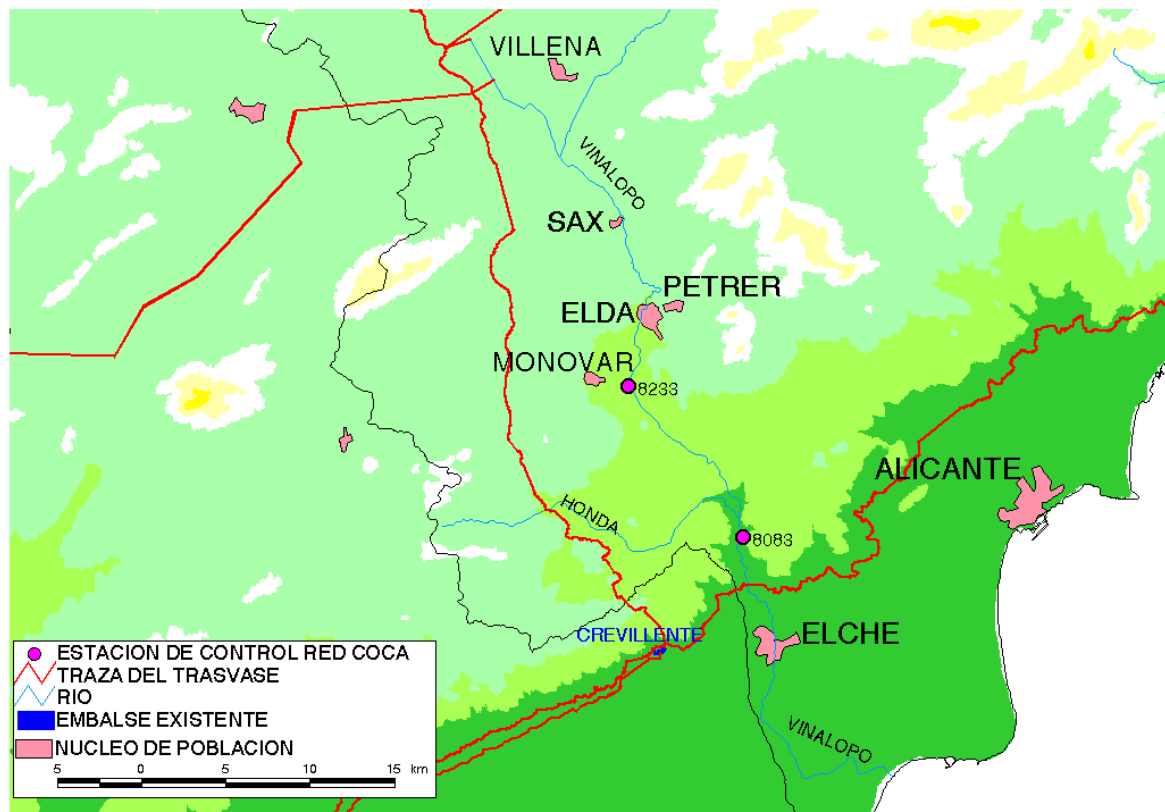 VILLENA
VINALOPO
SAX
PETRER
ELDA
MONOVAR
8233
ALICANTE
HONDA
8083
CREVILLENTE
ELCHE
VINALOPO
ESTACION DE CONTROL RED COCA
TRAZA DEL TRASVASE
RIO
EMBALSE EXISTENTE
NUCLEO DE POBLACION
5 0 5 10 15 km